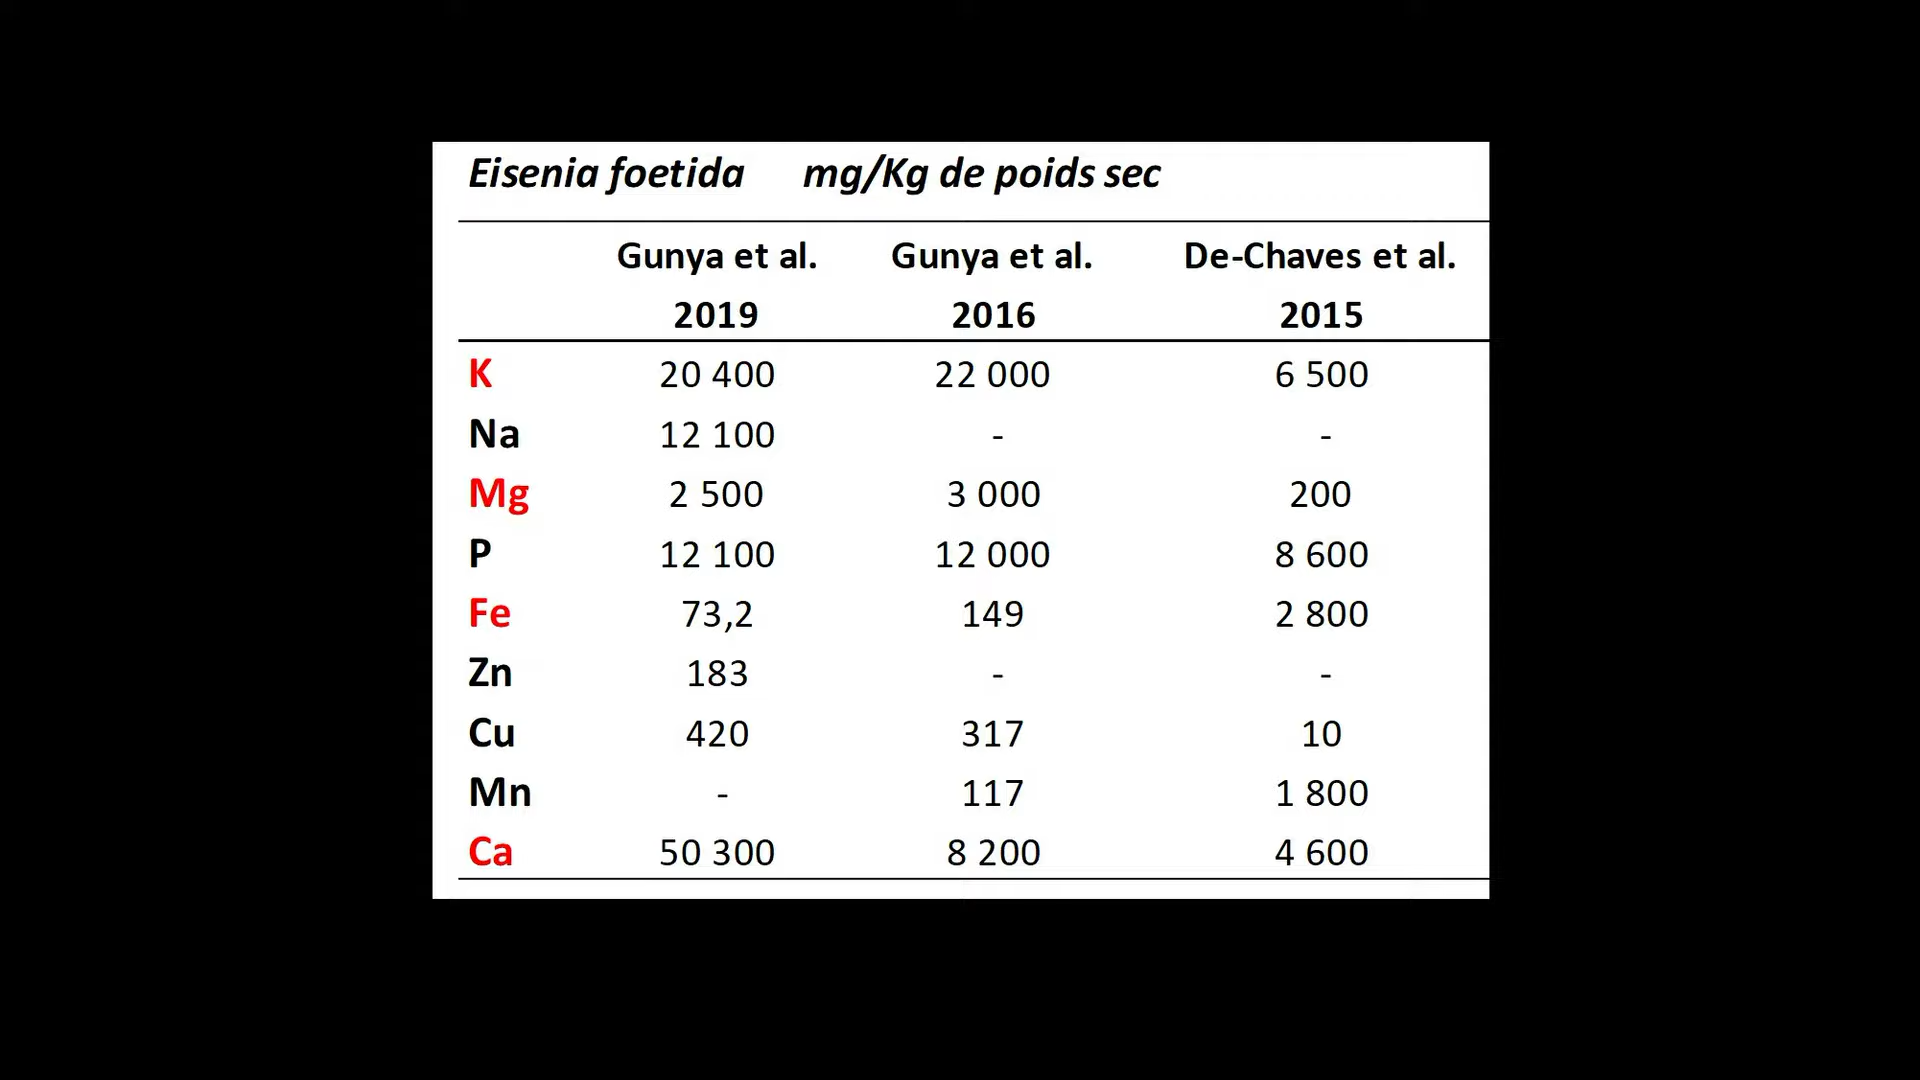 Eisenia foetida mg/Kg de poids sec
Gunya et al. Gunya et al. De-Chaves et al.
2019 2016 2015
K 20 400 22 000 6 500
Na 12 100 - -
Mg 2 500 3 000 200
P 12 100 12 000 8 600
Fe 73,2 149 2 800
Zn 183 - -
Cu 420 317 10
Mn - 117 1 800
Ca 50 300 8 200 4 600